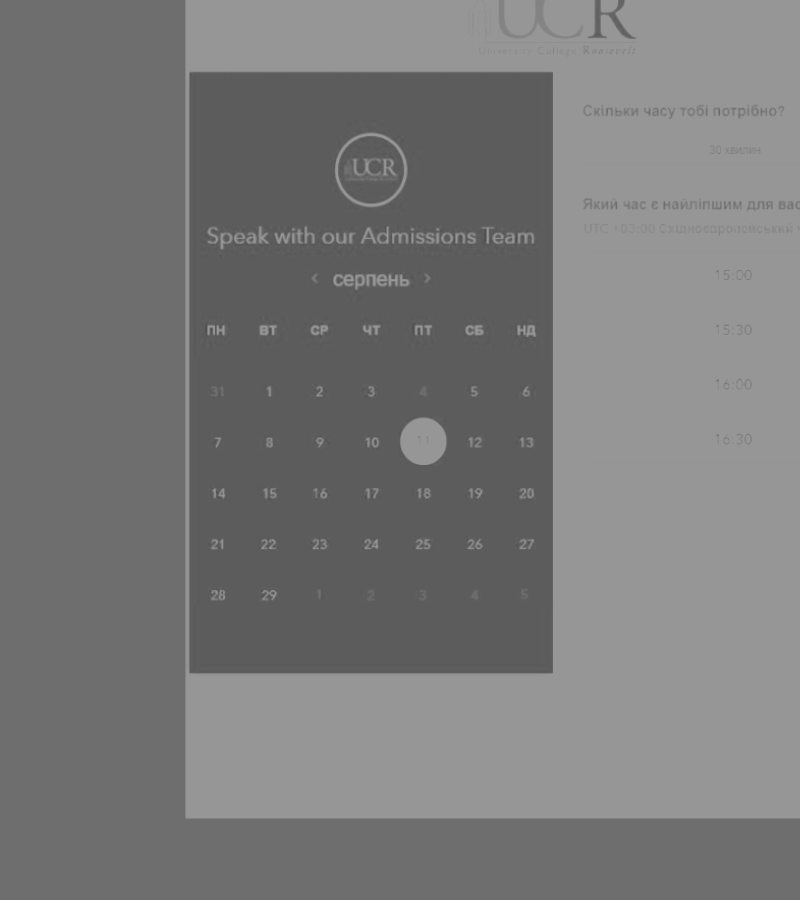 UCR
University College Roosevelt
UCR
Speak with our Admissions Team
< серпень >
ПН ВТ СР ЧТ ПТ СБ НД
31 1 2 3 4 5 6
7 8 9 10 11 12 13
14 15 16 17 18 19 20
21 22 23 24 25 26 27
28 29 1 2 3 4 5
Скільки часу тобі потрібно?
30 хвилин
Який час є найліпшим для вас
UTC +03:00 Східноєвропейський ч
15:00
15:30
16:00
16:30